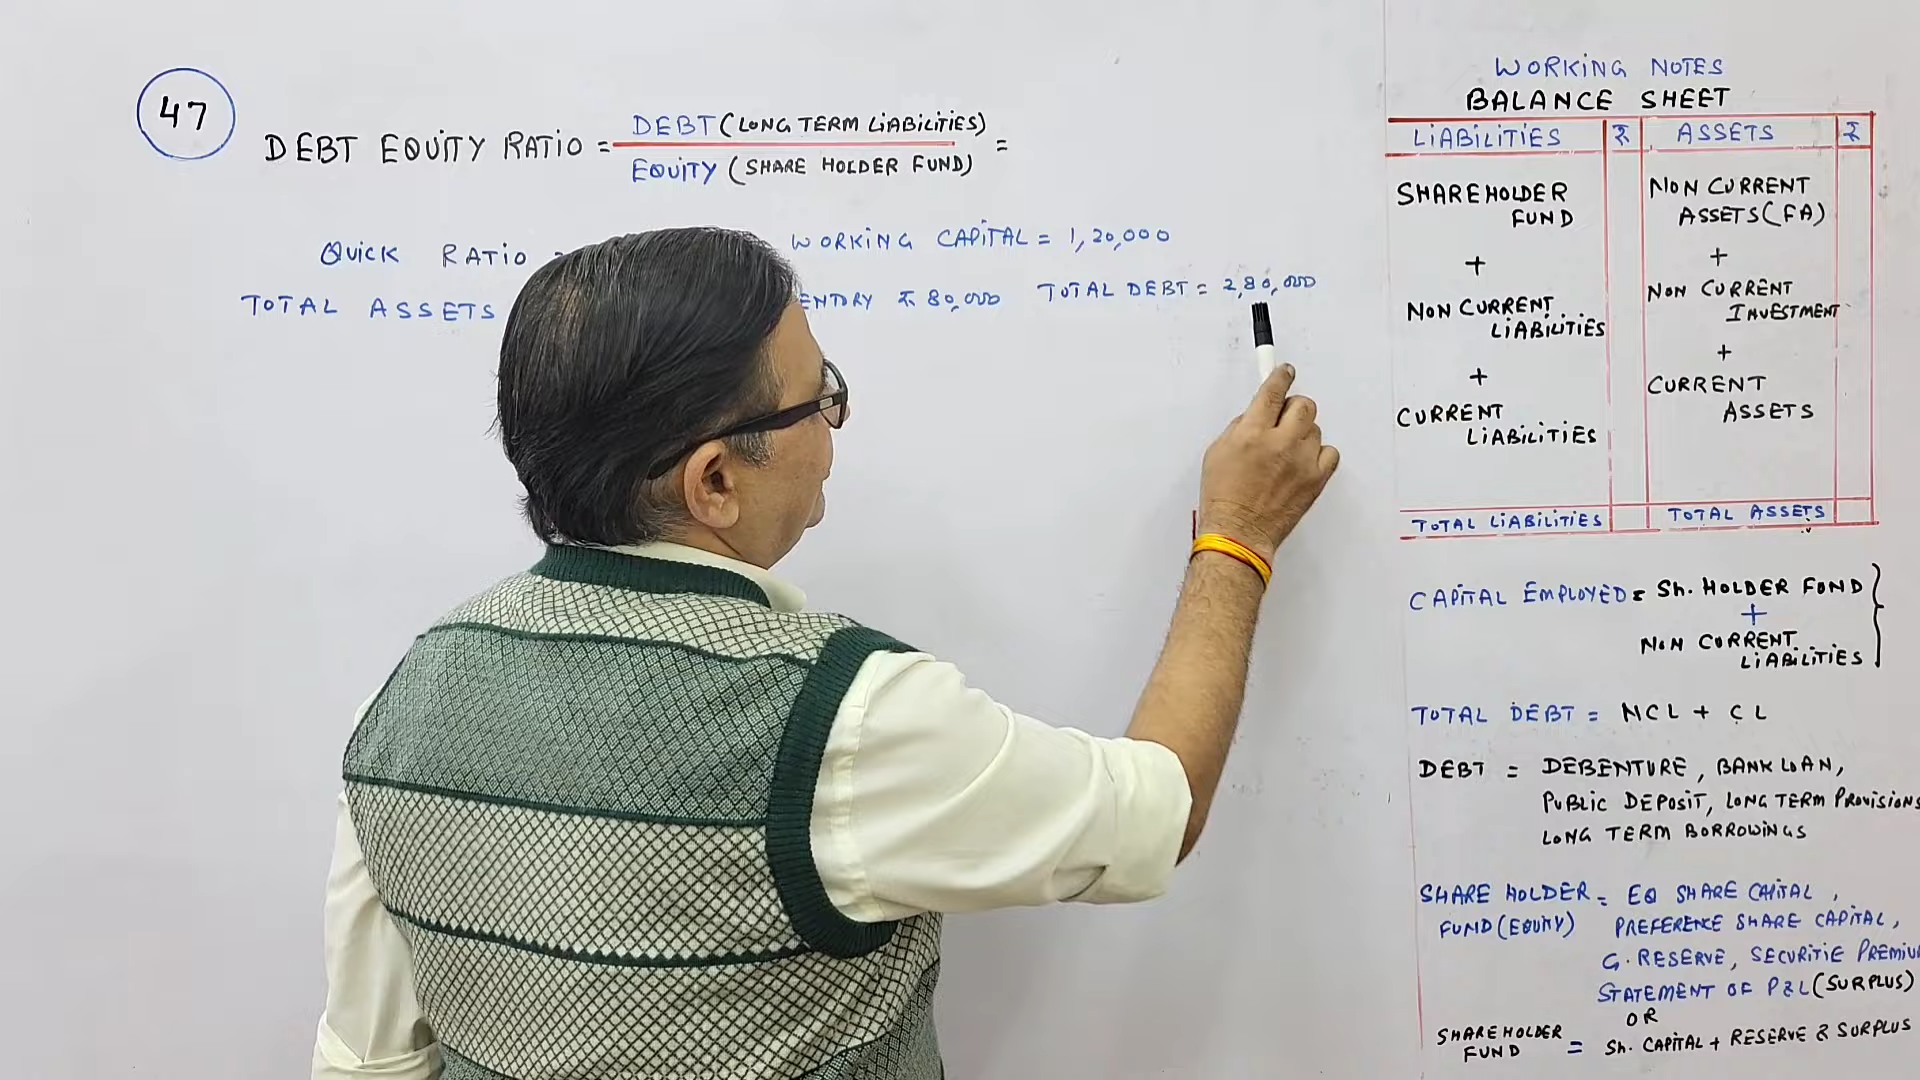 47
DEBT EQUITY RATIO = DEBT (LONG TERM LIABILITIES) =
EQUITY (SHARE HOLDER FUND)
QUICK RATIO = WORKING CAPITAL = 1,20,000
TOTAL ASSETS ₹ 80,000 TOTAL DEBT = 2,80,000
WORKING NOTES
BALANCE SHEET
LIABILITIES ₹ ASSETS ₹
SHAREHOLDER FUND
+
NON CURRENT LIABILITIES
+
CURRENT LIABILITIES
NON CURRENT ASSETS (FA)
+
NON CURRENT INVESTMENT
+
CURRENT ASSETS
TOTAL LIABILITIES TOTAL ASSETS
CAPITAL EMPLOYED = Sh. HOLDER FOND
+
NON CURRENT LIABILITIES
TOTAL DEBT = NCL + CL
DEBT = DEBENTURE, BANK LOAN,
PUBLIC DEPOSIT, LONG TERM PROVISIONS
LONG TERM BORROWINGS
SHARE HOLDER = EQ SHARE CAPITAL,
FUND (EQUITY) PREFERENCE SHARE CAPITAL,
G. RESERVE, SECURITIE PREMIU
STATEMENT OF P&L (SURPLUS)
OR
SHAREHOLDER FUND = Sh. CAPITAL + RESERVE & SURPLUS